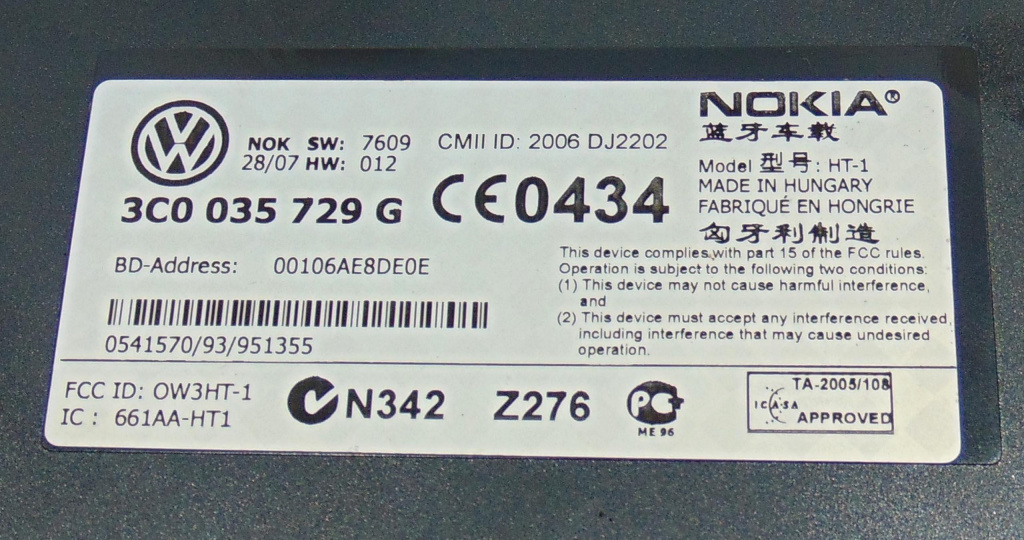 NOK SW: 7609
28/07 HW: 012
CMII ID: 2006 DJ2202
3C0 035 729 G
CE0434
NOKIA®
蓝牙车载
Model 型号: HT-1
MADE IN HUNGARY
FABRIQUÉ EN HONGRIE
匈牙利制造
BD-Address: 00106AE8DE0E
This device complies with part 15 of the FCC rules.
Operation is subject to the following two conditions:
(1) This device may not cause harmful interference,
and
(2) This device must accept any interference received,
including interference that may cause undesired
operation.
0541570/93/951355
FCC ID: OW3HT-1
IC : 661AA-HT1
N342
Z276
ME 96
TA-2005/108
ICASA
APPROVED